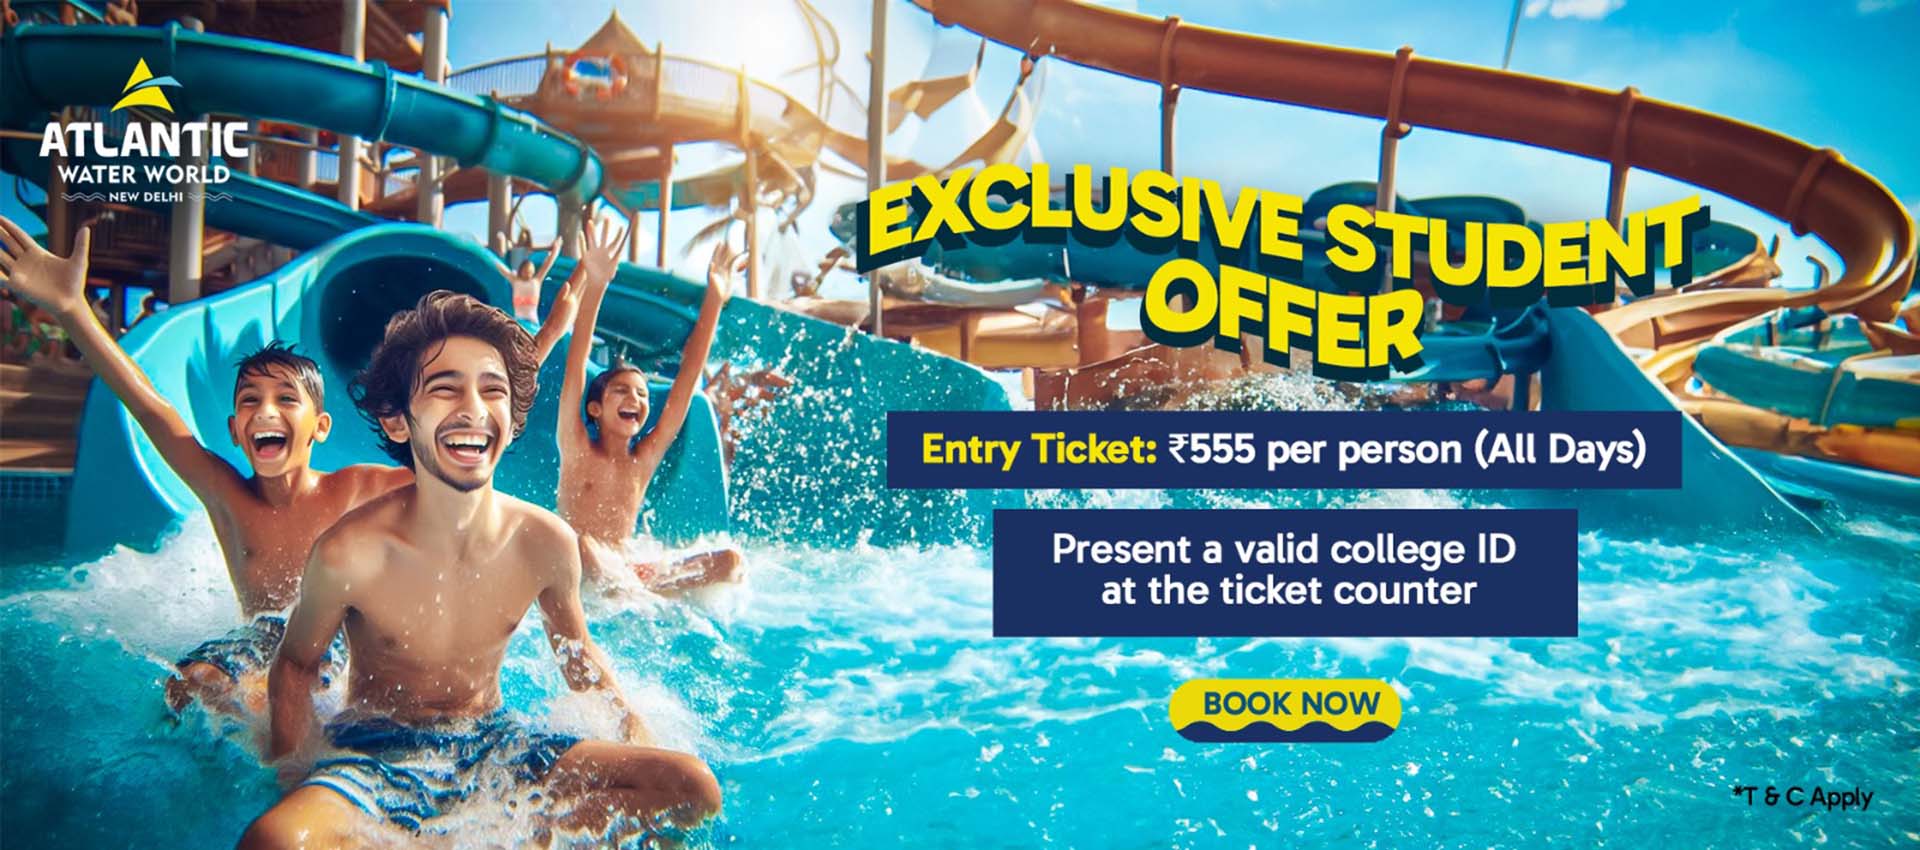 ATLANTIC
WATER WORLD
NEW DELHI
EXCLUSIVE STUDENT
OFFER
Entry Ticket: ₹555 per person (All Days)
Present a valid college ID
at the ticket counter
BOOK NOW
*T & C Apply